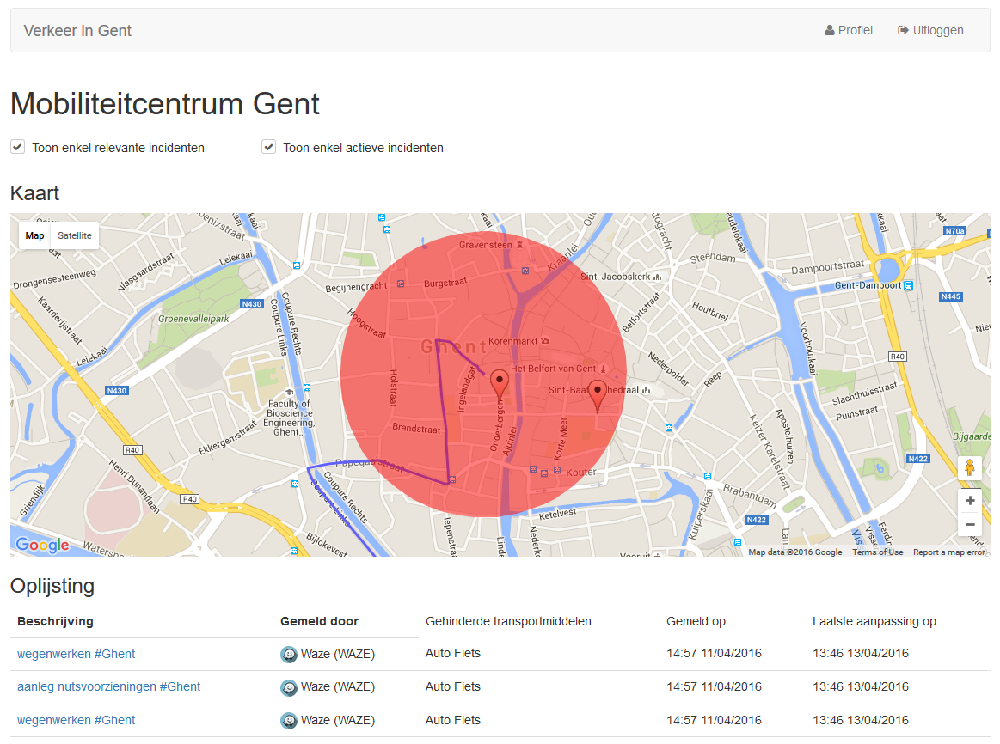 Verkeer in Gent
Profiel
Uitloggen
Mobiliteitcentrum Gent
Toon enkel relevante incidenten
Toon enkel actieve incidenten
Kaart
Map
Satellite
Drongensesteenweg
Vlasgaardstraat
Leiekaai
Kaarderijstraat
Leiekaai
Groenevalleipark
N430
N430
Coupure Links
Coupure Rechts
Begijnengracht
Burgstraat
Gravensteen
Kraanlei
Sint-Jacobskerk
Steendam
Dampoortstraat
Gent-Dampoort
N70a
N445
R40
Hoogstraat
Ghent
Korenmarkt
Belfortstraat
Houtbriel
Voorhoutkaai
Het Belfort van Gent
Nederpolder
Reep
Holstraat
Ingelandgat
Slachthuisstraat
Puinstraat
Faculty of
Bioscience
Engineering,
Ghent...
Brandstraat
Onderbergen
Ajuinlei
Korte Meer
Keizer Karelstraat
Apostelhuizen
Ekkergemstraat
R40
Henri Dunantlaan
R40
Griendijk
Papegaaistraat
Kouter
Coupure Rechts
Coupure Links
Bijlokevest
Ketelvest
Kuiperskaai
Brabantdam
N422
N422
Google
Map data ©2016 Google
Terms of Use
Report a map error
Oplijsting
Beschrijving Gemeld door Gehinderde transportmiddelen Gemeld op Laatste aanpassing op
wegenwerken #Ghent Waze (WAZE) Auto Fiets 14:57 11/04/2016 13:46 13/04/2016
aanleg nutsvoorzieningen #Ghent Waze (WAZE) Auto Fiets 14:57 11/04/2016 13:46 13/04/2016
wegenwerken #Ghent Waze (WAZE) Auto Fiets 14:57 11/04/2016 13:46 13/04/2016